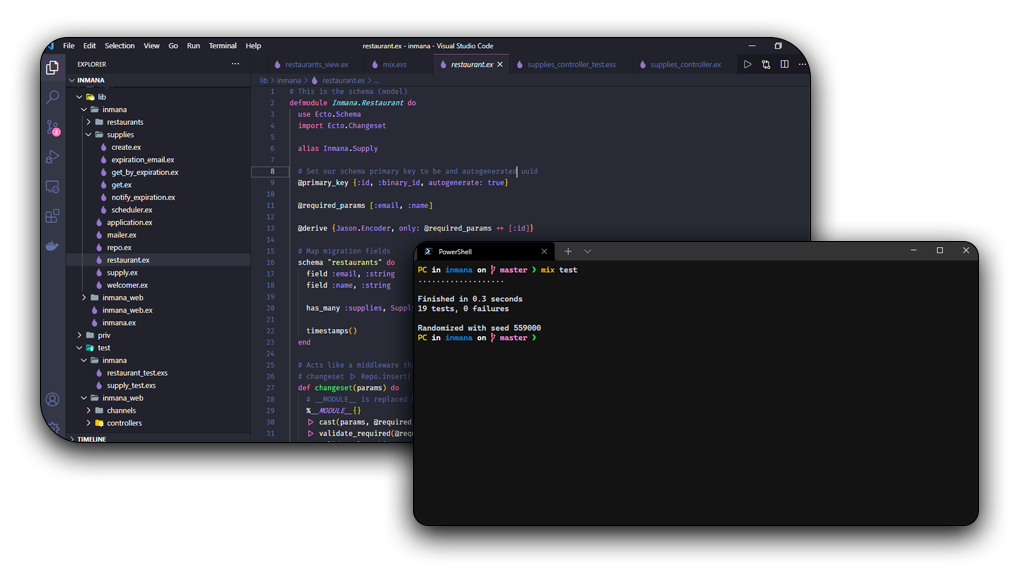 File Edit Selection View Go Run Terminal Help
restaurant.ex - inmana - Visual Studio Code
EXPLORER
INMANA
lib
inmana
restaurants
supplies
create.ex
expiration_email.ex
get_by_expiration.ex
get.ex
notify_expiration.ex
scheduler.ex
application.ex
mailer.ex
repo.ex
restaurant.ex
supply.ex
welcomer.ex
inmana_web
inmana_web.ex
inmana.ex
priv
test
inmana
restaurant_test.exs
supply_test.exs
inmana_web
channels
controllers
TIMELINE
restaurants_view.ex mix.exs restaurant.ex supplies_controller_test.exs supplies_controller.ex
lib > inmana > restaurant.ex > ...
1 # This is the schema (model)
2 defmodule Inmana.Restaurant do
3 use Ecto.Schema
4 import Ecto.Changeset
5
6 alias Inmana.Supply
7
8 # Set our schema primary key to be and autogenerated uuid
9 @primary_key {:id, :binary_id, autogenerate: true}
10
11 @required_params [:email, :name]
12
13 @derive {Jason.Encoder, only: @required_params ++ [:id]}
14
15 # Map migration fields
16 schema "restaurants" do
17 field :email, :string
18 field :name, :string
19
20 has_many :supplies, Suppl
21
22 timestamps()
23 end
24
25 # Acts like a middleware th
26 # changeset |> Repo.insert(
27 def changeset(params) do
28 # __MODULE__ is replaced
29 %__MODULE__{}
30 |> cast(params, @required_
31 |> validate_required(@req
PowerShell
PC in inmana on master ❯ mix test
...................
Finished in 0.3 seconds
19 tests, 0 failures
Randomized with seed 559000
PC in inmana on master ❯